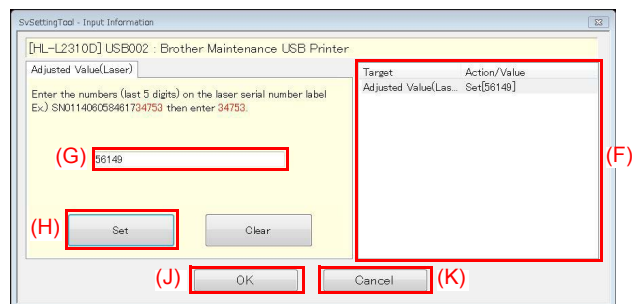 SvSettingTool - Input Information
[HL-L2310D] USB002 : Brother Maintenance USB Printer
Adjusted Value(Laser)
Enter the numbers (last 5 digits) on the laser serial number label
Ex.) SN01140605846173​4753 then enter 34753.
(G) 56149
(H) Set Clear
Target Action/Value
Adjusted Value(Las... Set[56149]
(F)
(J) OK Cancel (K)